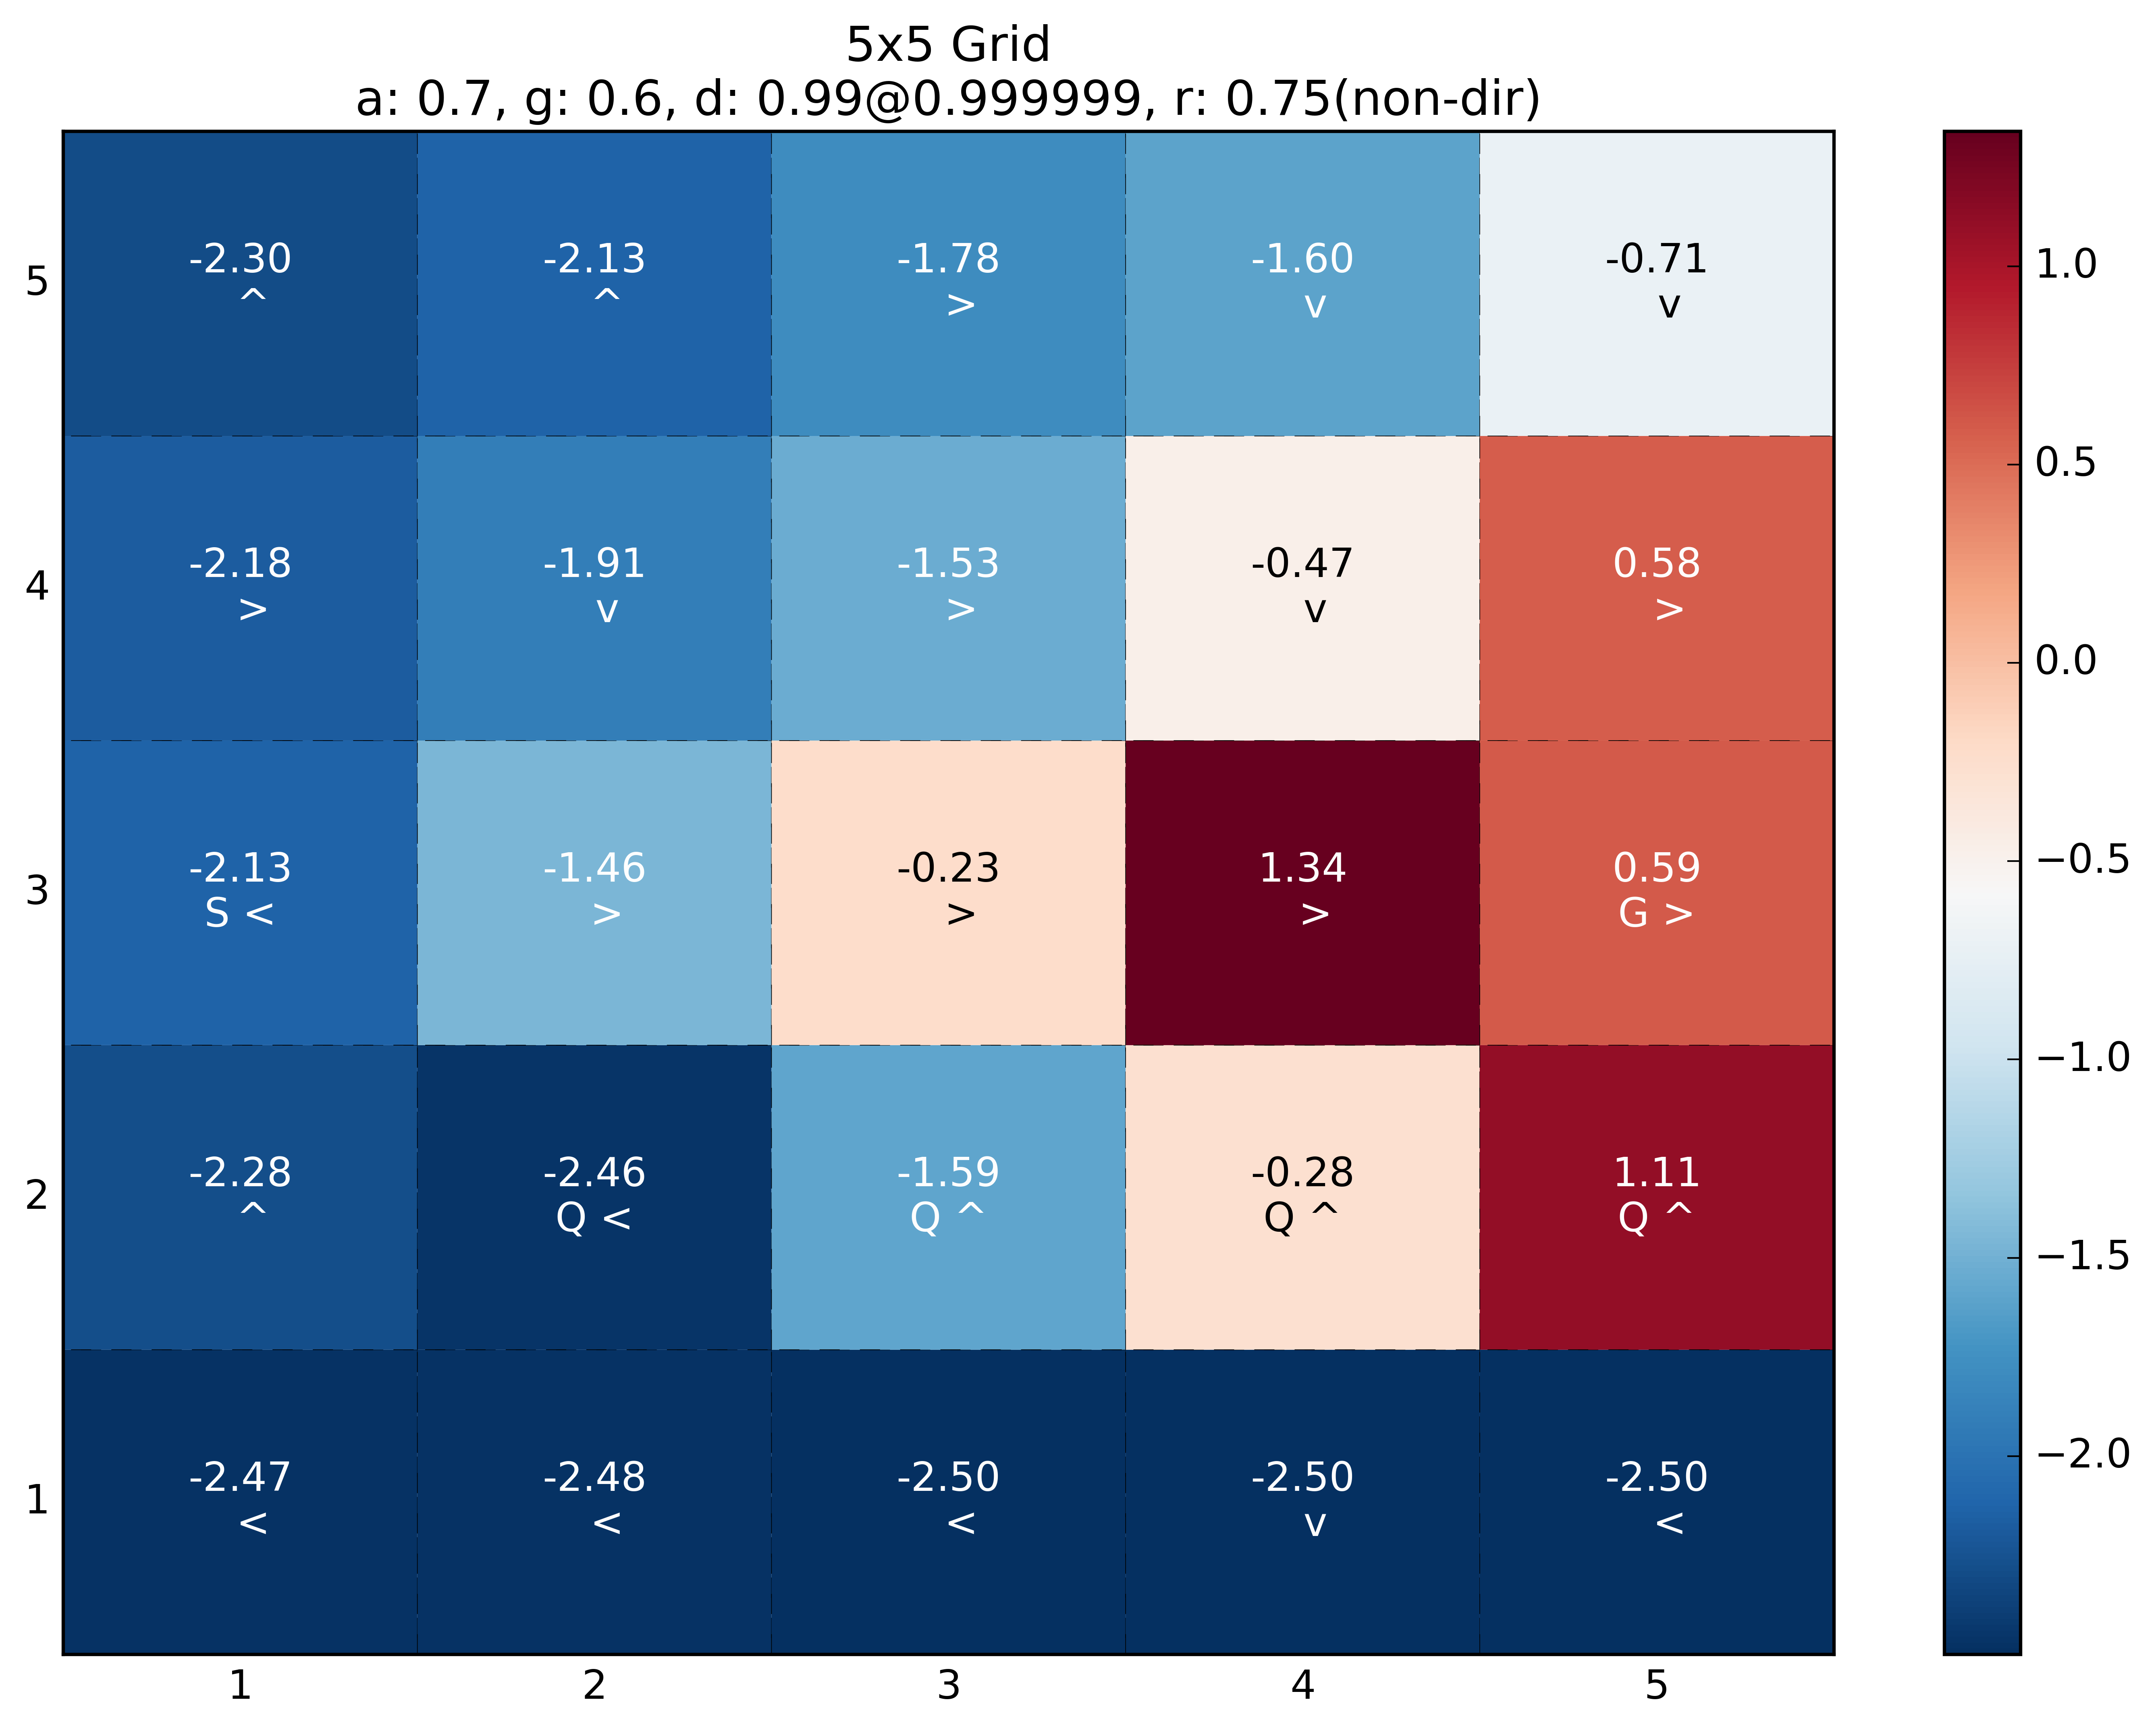 5x5 Grid
a: 0.7, g: 0.6, d: 0.99@0.999999, r: 0.75(non-dir)
5
-2.30 -2.13 -1.78 -1.60 -0.71
^ ^ > v v
4
-2.18 -1.91 -1.53 -0.47 0.58
> v > v >
3
-2.13 -1.46 -0.23 1.34 0.59
S < > > > G >
2
-2.28 -2.46 -1.59 -0.28 1.11
^ Q < Q ^ Q ^ Q ^
1
-2.47 -2.48 -2.50 -2.50 -2.50
< < < v <
1 2 3 4 5
1.0
0.5
0.0
−0.5
−1.0
−1.5
−2.0